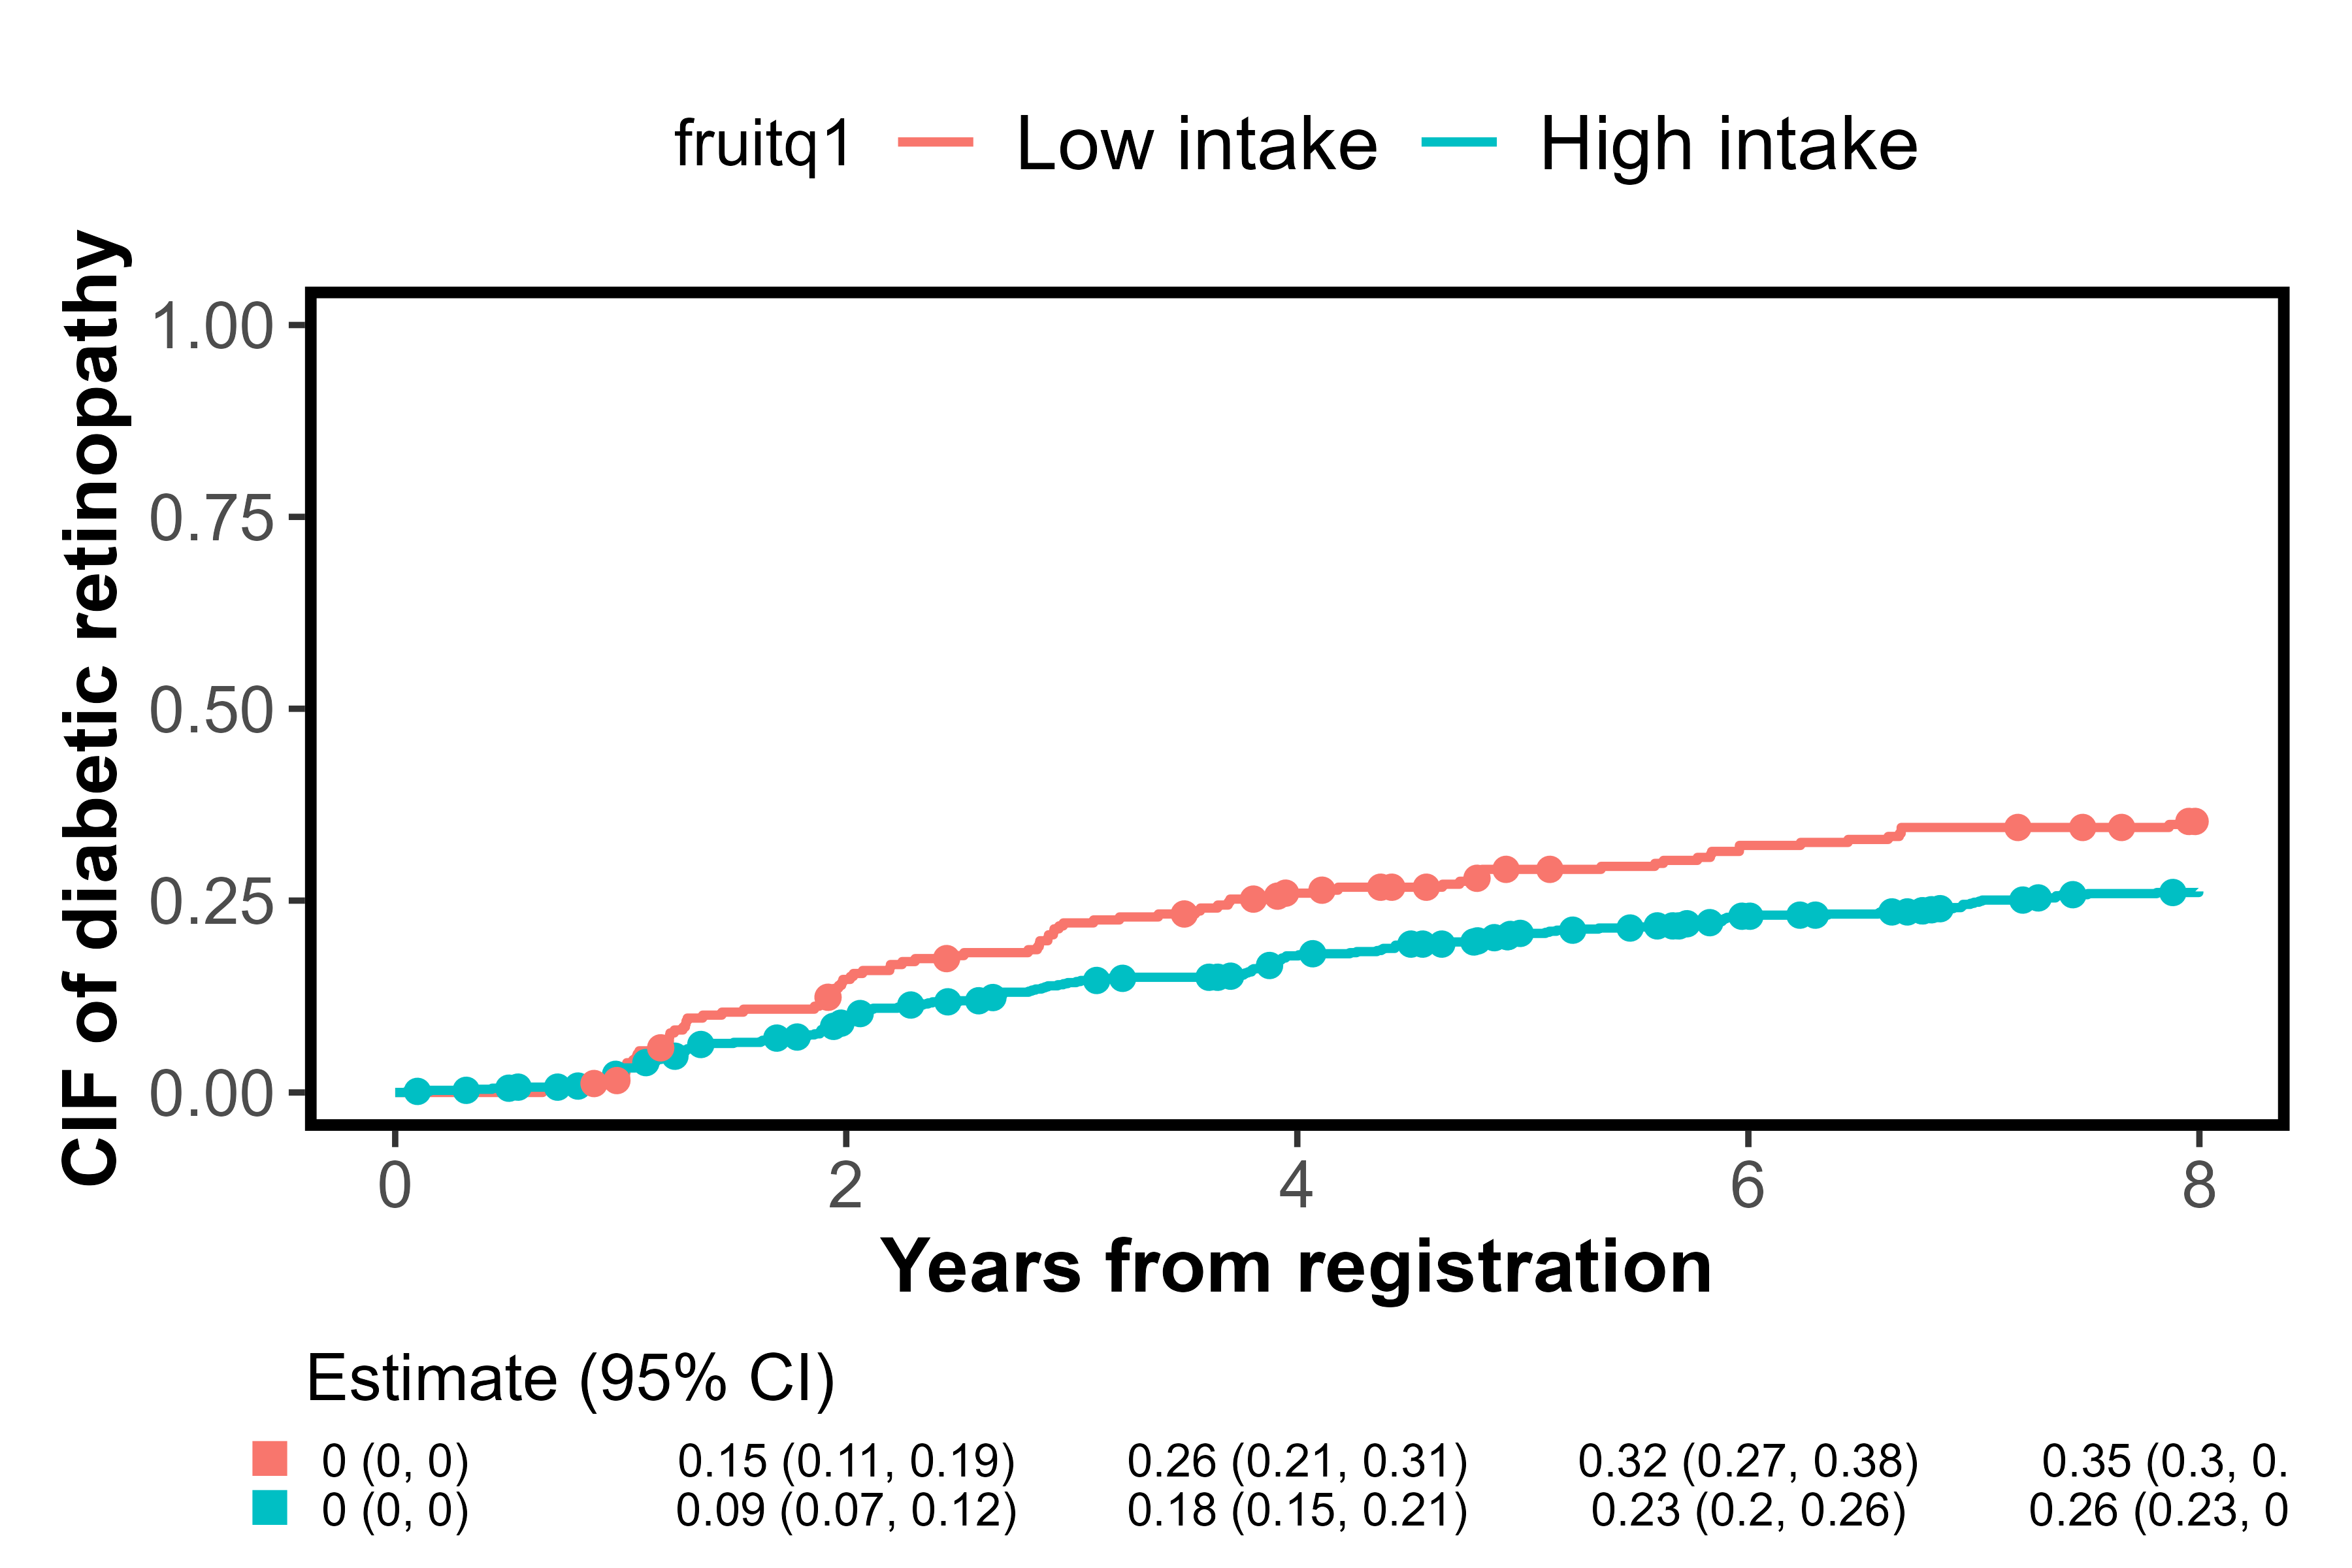 fruitq1 Low intake High intake
CIF of diabetic retinopathy
1.00
0.75
0.50
0.25
0.00
0 2 4 6 8
Years from registration
Estimate (95% CI)
0 (0, 0) 0.15 (0.11, 0.19) 0.26 (0.21, 0.31) 0.32 (0.27, 0.38) 0.35 (0.3, 0.
0 (0, 0) 0.09 (0.07, 0.12) 0.18 (0.15, 0.21) 0.23 (0.2, 0.26) 0.26 (0.23, 0